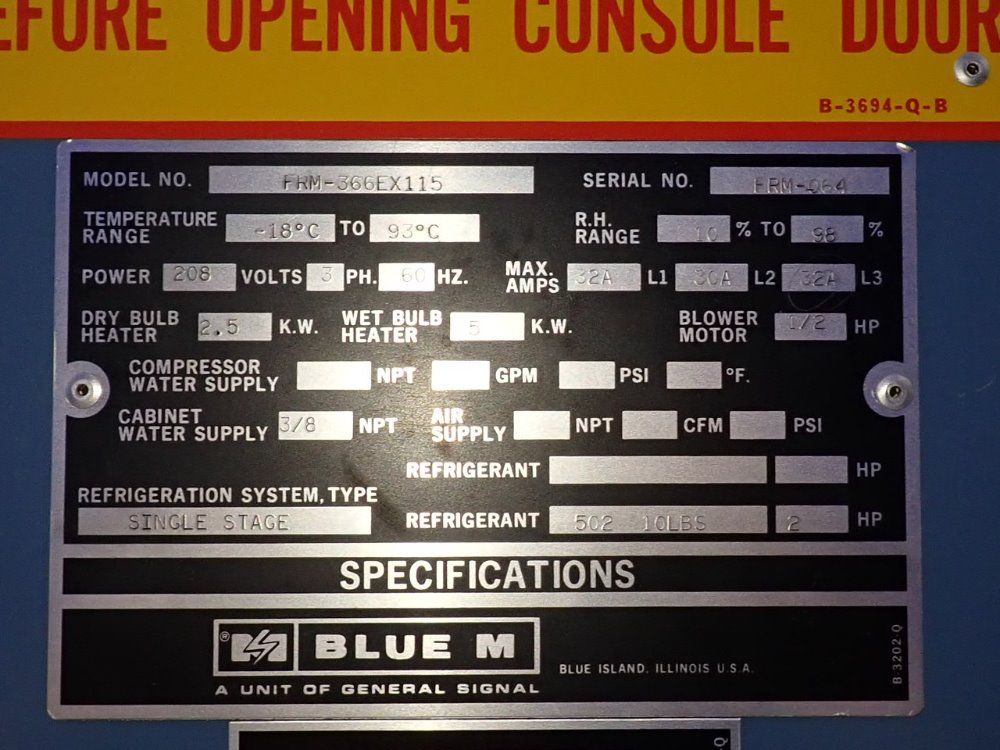 EFORE OPENING CONSOLE DOOR
B-3694-Q-B
MODEL NO. FRM-366EX115 SERIAL NO. FRM-064
TEMPERATURE RANGE -18°C TO 93°C R.H. RANGE 10 % TO 98 %
POWER 208 VOLTS 3 PH. 60 HZ. MAX. AMPS 32A L1 30A L2 32A L3
DRY BULB HEATER 2.5 K.W. WET BULB HEATER 5 K.W. BLOWER MOTOR 1/2 HP
COMPRESSOR WATER SUPPLY NPT GPM PSI °F.
CABINET WATER SUPPLY 3/8 NPT AIR SUPPLY NPT CFM PSI
REFRIGERANT HP
REFRIGERATION SYSTEM, TYPE
SINGLE STAGE REFRIGERANT 502 10LBS 2 HP
SPECIFICATIONS
® BLUE M
A UNIT OF GENERAL SIGNAL
BLUE ISLAND, ILLINOIS U.S.A.
B 3202-Q